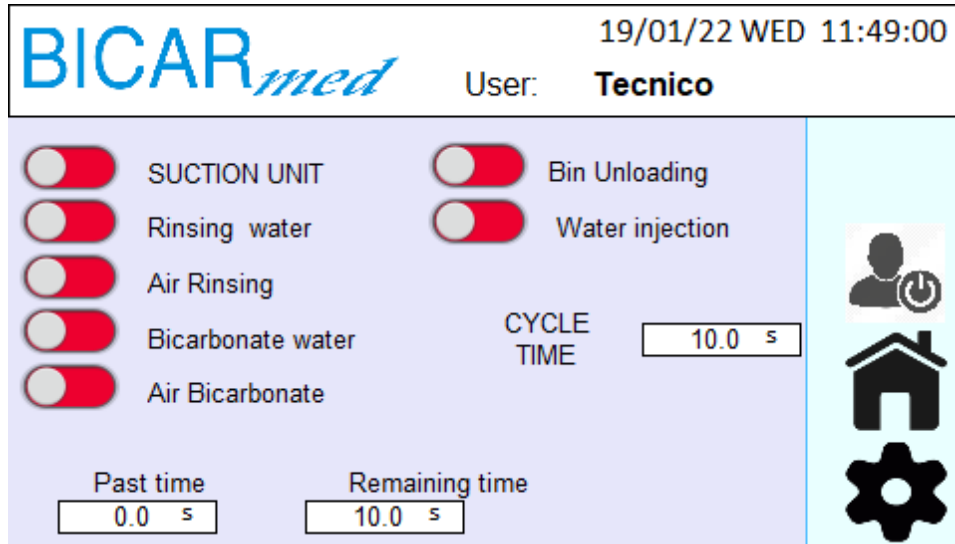 BICARmed
19/01/22 WED 11:49:00
User: Tecnico
SUCTION UNIT
Rinsing water
Air Rinsing
Bicarbonate water
Air Bicarbonate
Bin Unloading
Water injection
CYCLE
TIME
10.0 s
Past time
0.0 s
Remaining time
10.0 s